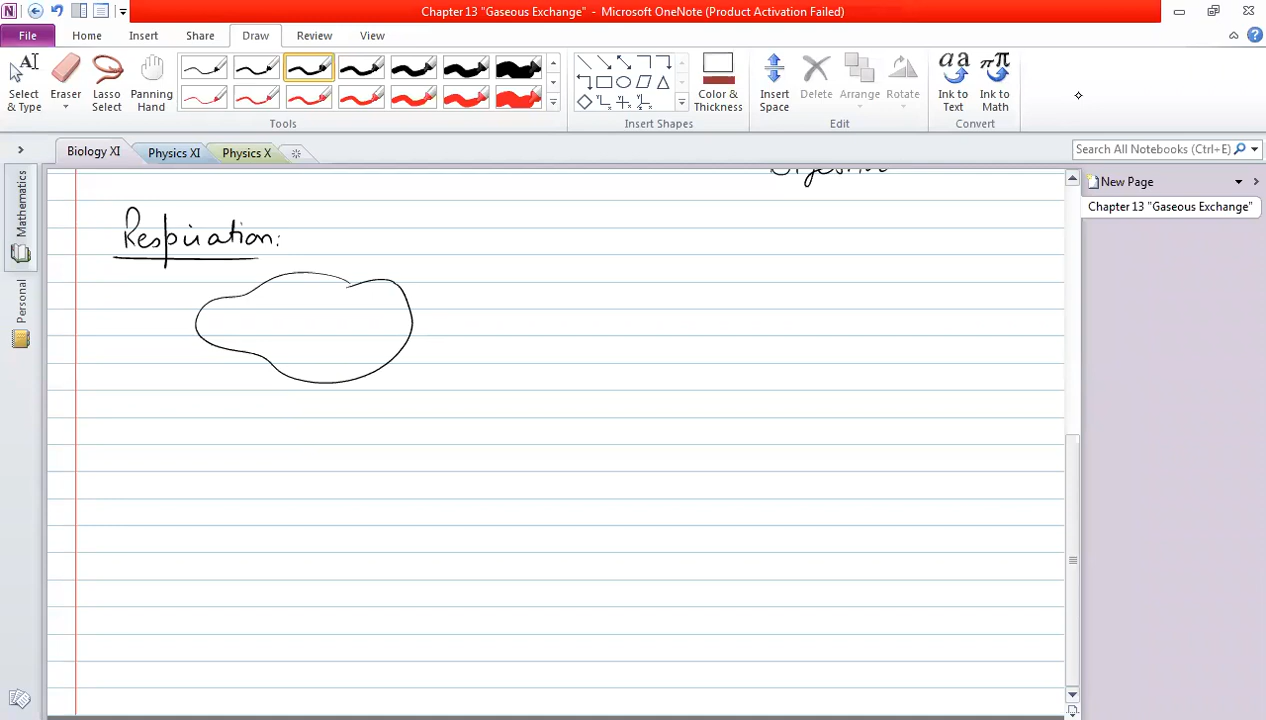 Chapter 13 "Gaseous Exchange" - Microsoft OneNote (Product Activation Failed)
File Home Insert Share Draw Review View
Select & Type
Eraser
Lasso Select
Panning Hand
Color & Thickness
Insert Space
Delete
Arrange
Rotate
Ink to Text
Ink to Math
Tools Insert Shapes Edit Convert
Biology XI Physics XI Physics X
Search All Notebooks (Ctrl+E)
New Page
Chapter 13 "Gaseous Exchange"
Mathematics
Personal
Respiration: